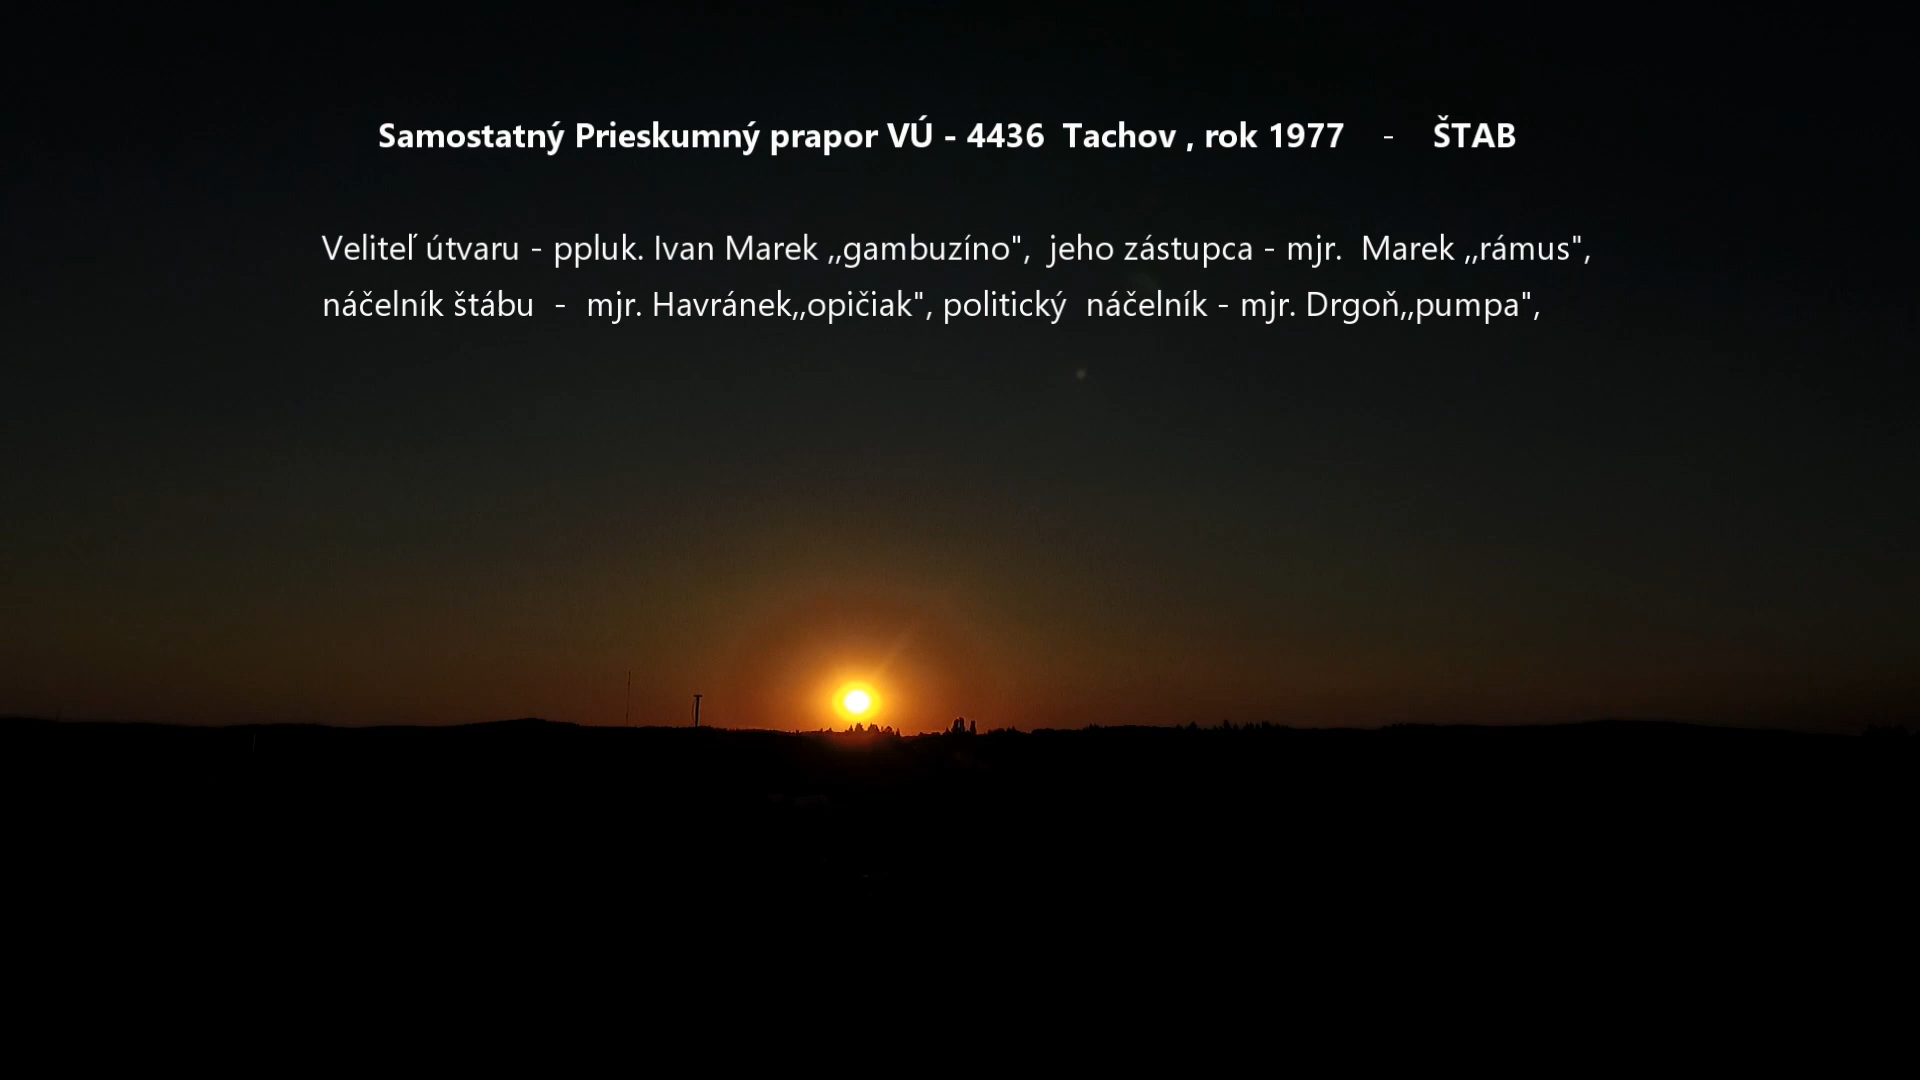 Samostatný Prieskumný prapor VÚ - 4436 Tachov , rok 1977 - ŠTAB
Veliteľ útvaru - ppluk. Ivan Marek ,,gambuzíno", jeho zástupca - mjr. Marek ,,rámus",
náčelník štábu - mjr. Havránek,,opičiak", politický náčelník - mjr. Drgoň,,pumpa",